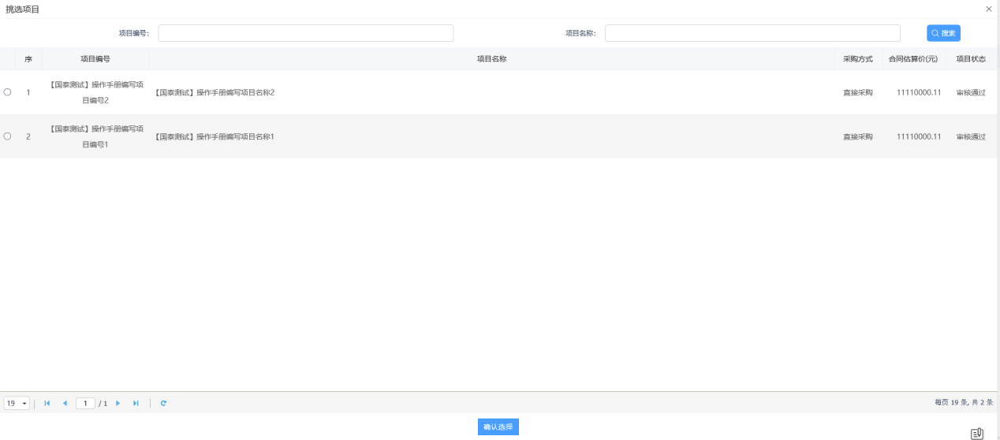 挑选项目
项目编号: 项目名称: 搜索
序 项目编号 项目名称 采购方式 合同估算价(元) 项目状态
1 【国泰测试】操作手册编写项目编号2 【国泰测试】操作手册编写项目名称2 直接采购 11110000.11 审核通过
2 【国泰测试】操作手册编写项目编号1 【国泰测试】操作手册编写项目名称1 直接采购 11110000.11 审核通过
19 1 / 1 每页 19 条, 共 2 条
确认选择